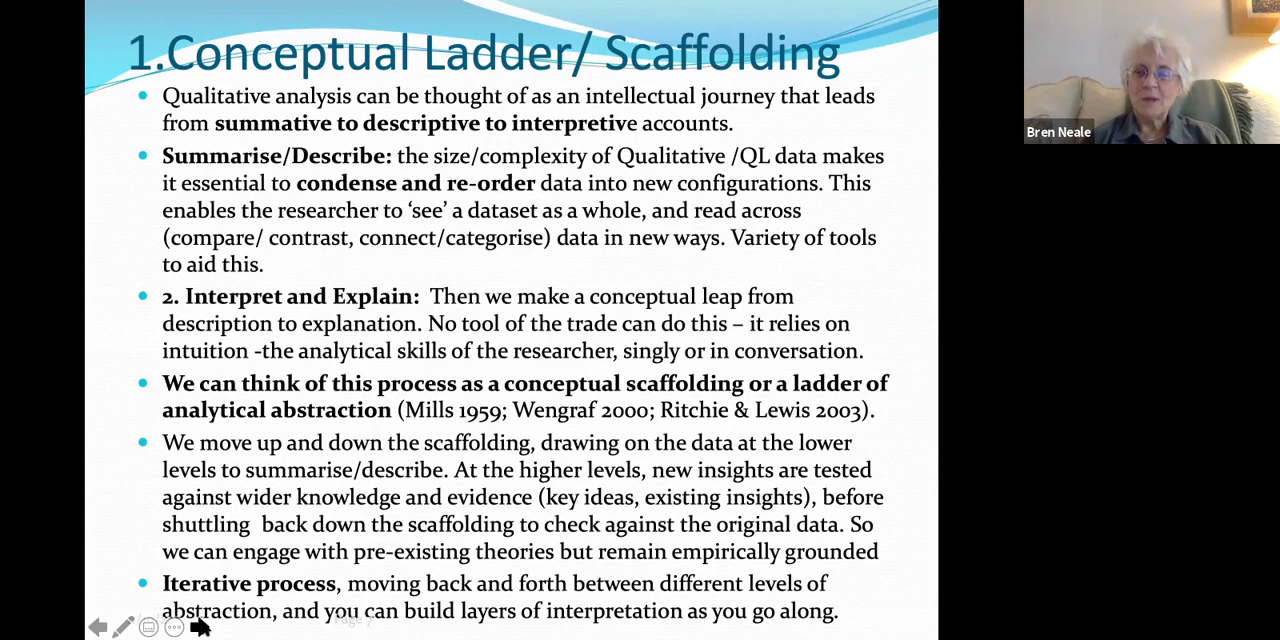 1.Conceptual Ladder/ Scaffolding
• Qualitative analysis can be thought of as an intellectual journey that leads
from summative to descriptive to interpretive accounts.
• Summarise/Describe: the size/complexity of Qualitative /QL data makes
it essential to condense and re-order data into new configurations. This
enables the researcher to ‘see’ a dataset as a whole, and read across
(compare/ contrast, connect/categorise) data in new ways. Variety of tools
to aid this.
• 2. Interpret and Explain: Then we make a conceptual leap from
description to explanation. No tool of the trade can do this – it relies on
intuition -the analytical skills of the researcher, singly or in conversation.
• We can think of this process as a conceptual scaffolding or a ladder of
analytical abstraction (Mills 1959; Wengraf 2000; Ritchie & Lewis 2003).
• We move up and down the scaffolding, drawing on the data at the lower
levels to summarise/describe. At the higher levels, new insights are tested
against wider knowledge and evidence (key ideas, existing insights), before
shuttling back down the scaffolding to check against the original data. So
we can engage with pre-existing theories but remain empirically grounded
• Iterative process, moving back and forth between different levels of
abstraction, and you can build layers of interpretation as you go along.
Page 7
Bren Neale